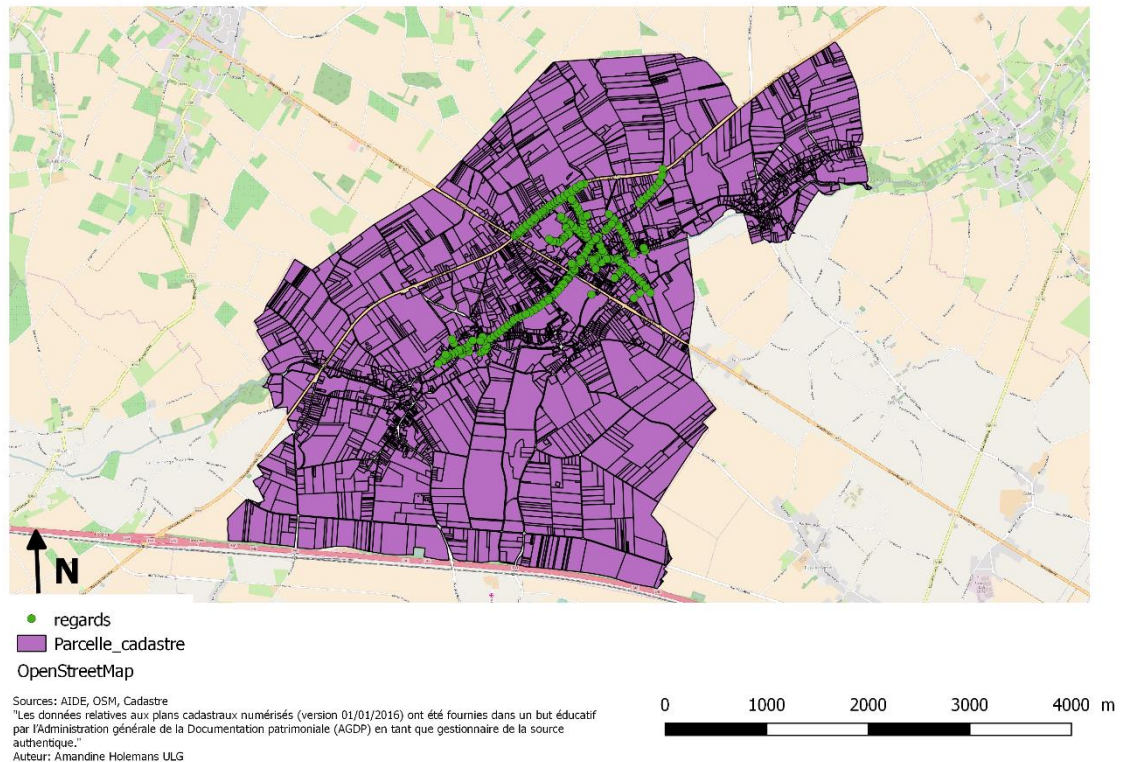 N
regards
Parcelle_cadastre
OpenStreetMap
Sources: AIDE, OSM, Cadastre
"Les données relatives aux plans cadastraux numérisés (version 01/01/2016) ont été fournies dans un but éducatif
par l'Administration générale de la Documentation patrimoniale (AGDP) en tant que gestionnaire de la source
authentique."
Auteur: Amandine Holemans ULG
0 1000 2000 3000 4000 m